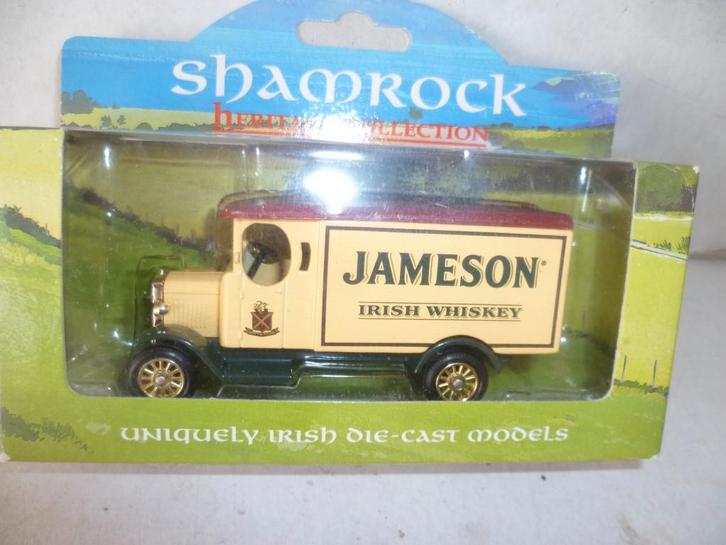 Shamrock
Heritage Collection
JAMESON®
IRISH WHISKEY
uniquely irish die-cast models